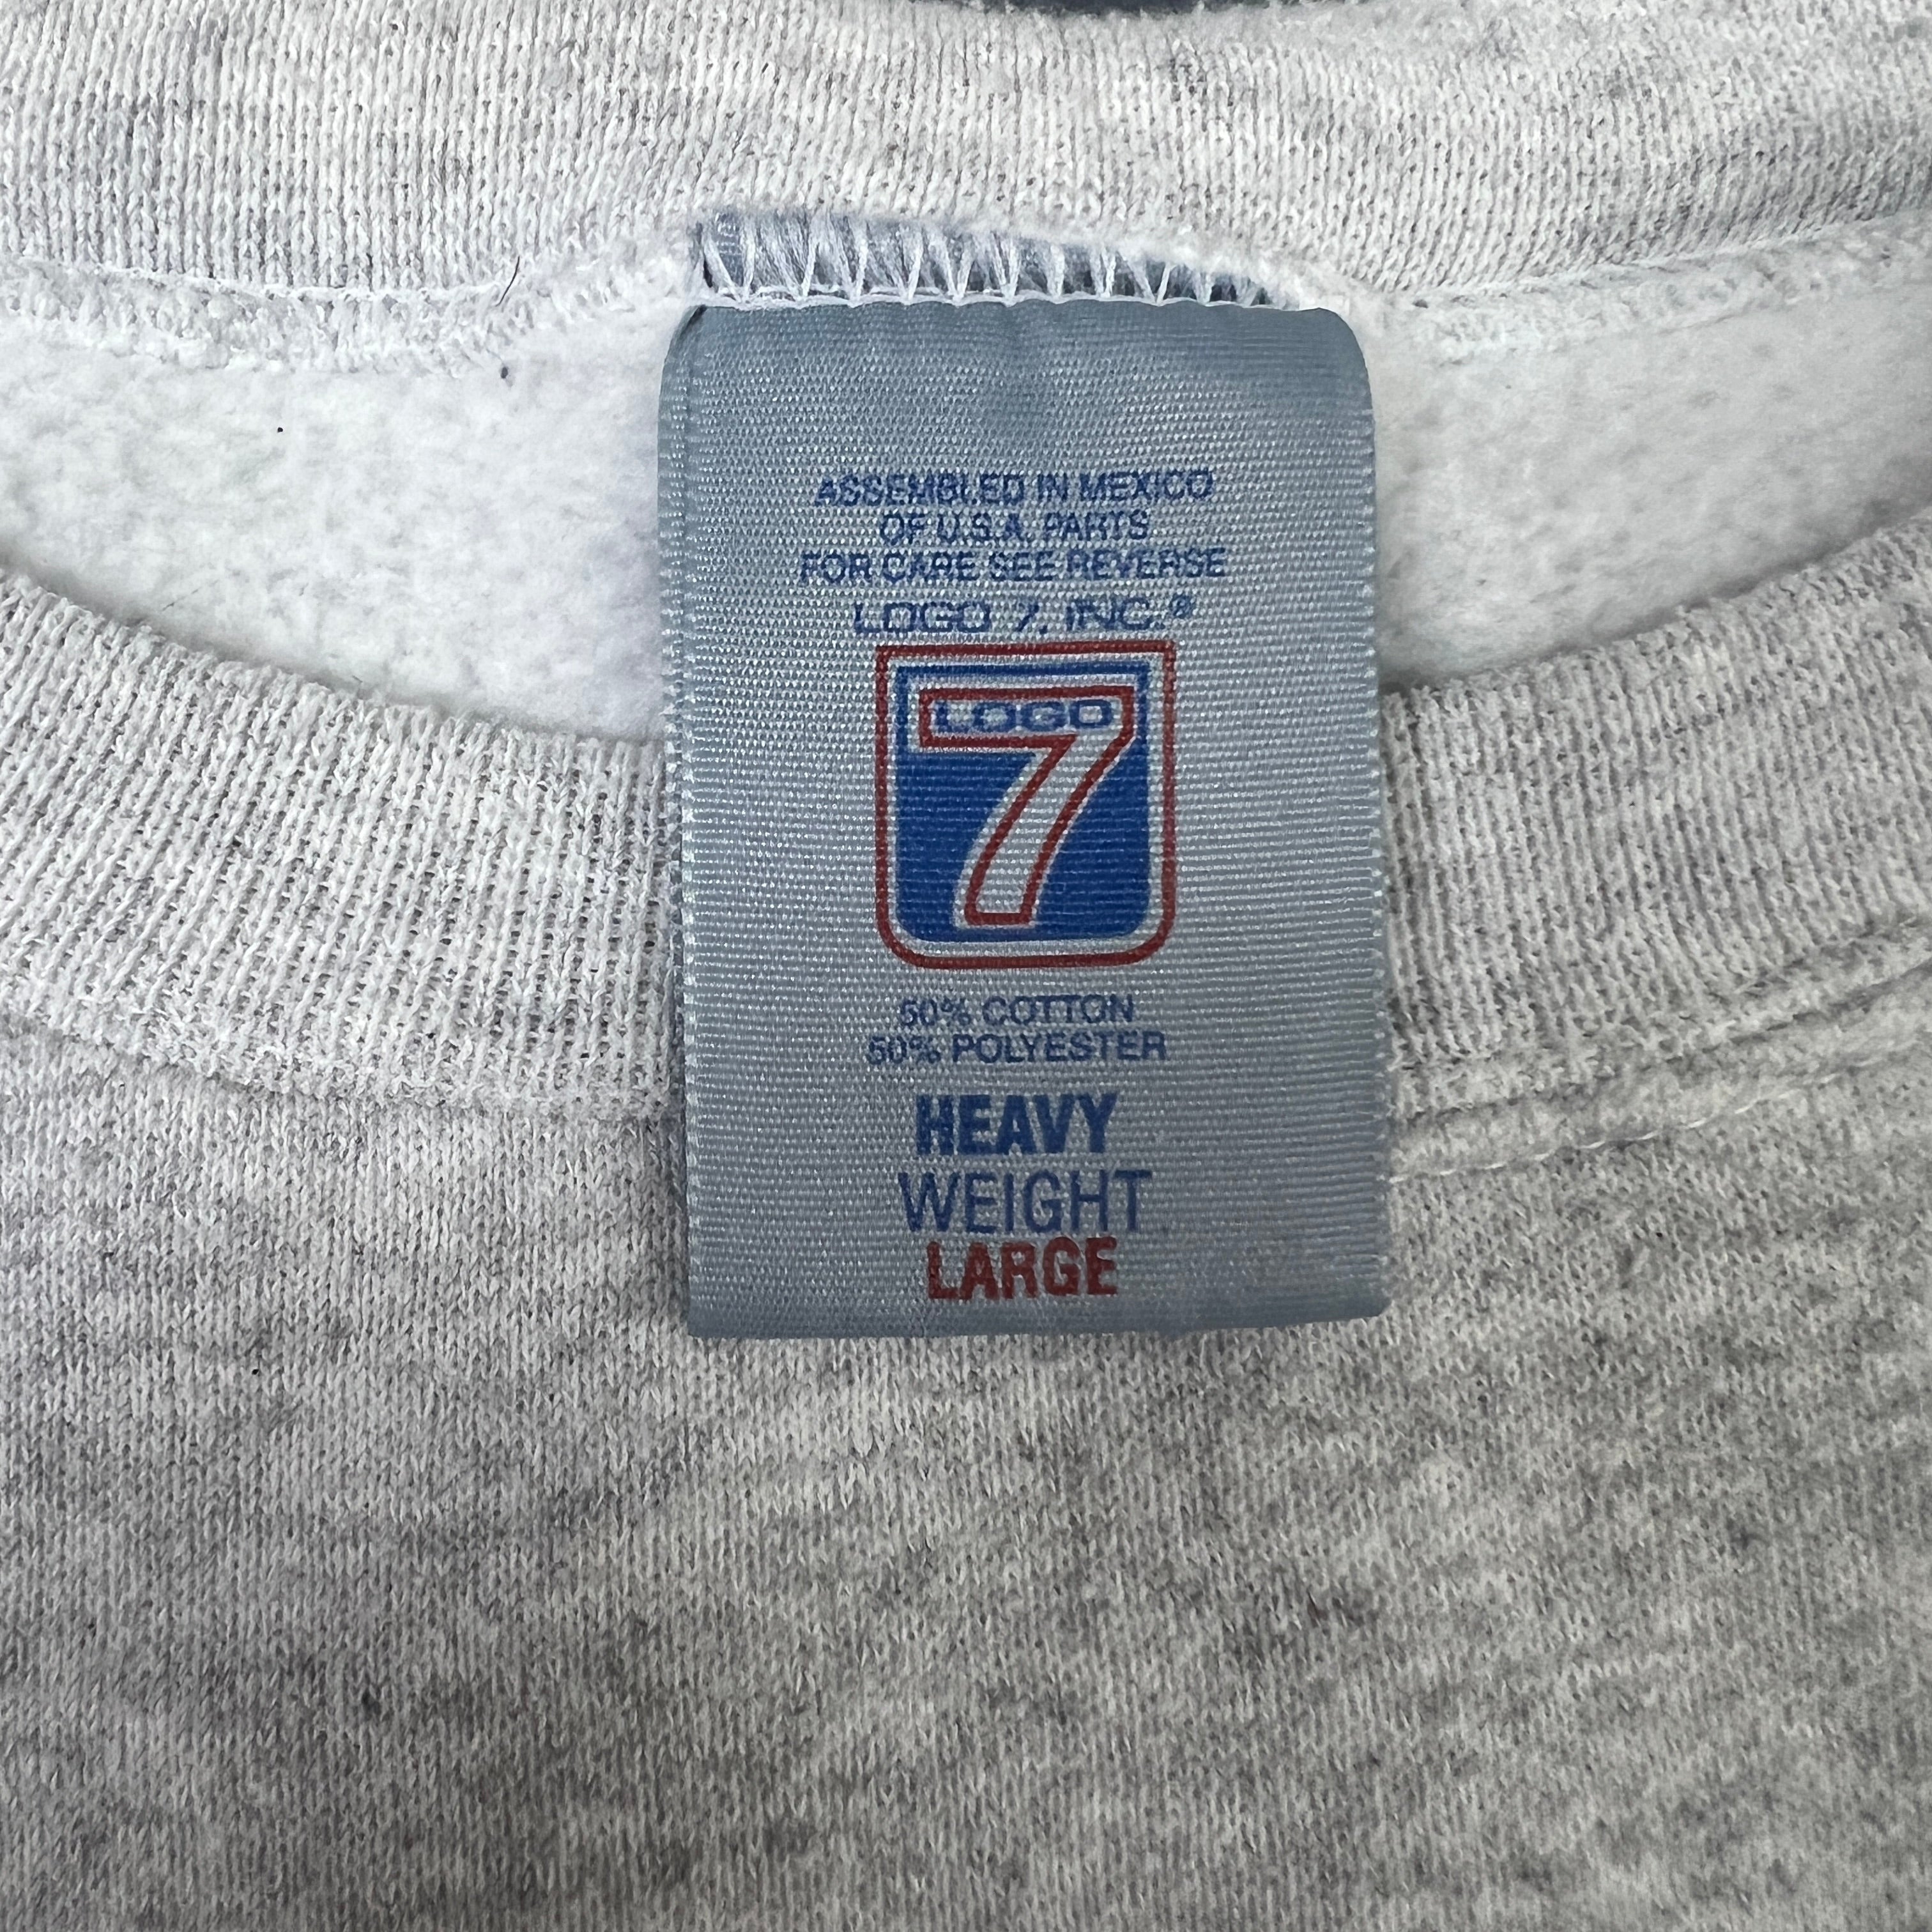 ASSEMBLED IN MEXICO
OF U.S.A. PARTS
FOR CARE SEE REVERSE
LOGO 7, INC.®
LOGO
7
50% COTTON
50% POLYESTER
HEAVY
WEIGHT
LARGE